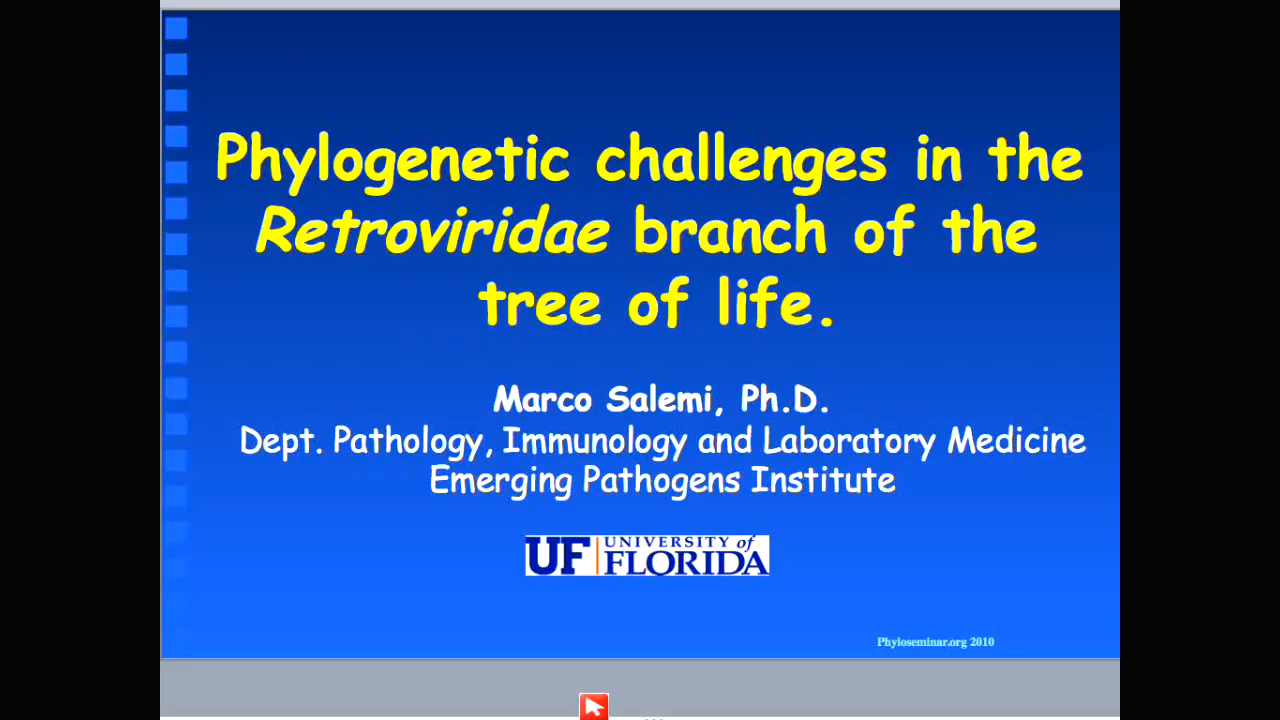 Phylogenetic challenges in the
Retroviridae branch of the
tree of life.
Marco Salemi, Ph.D.
Dept. Pathology, Immunology and Laboratory Medicine
Emerging Pathogens Institute
UF UNIVERSITY of
FLORIDA
Phyloseminar.org 2010